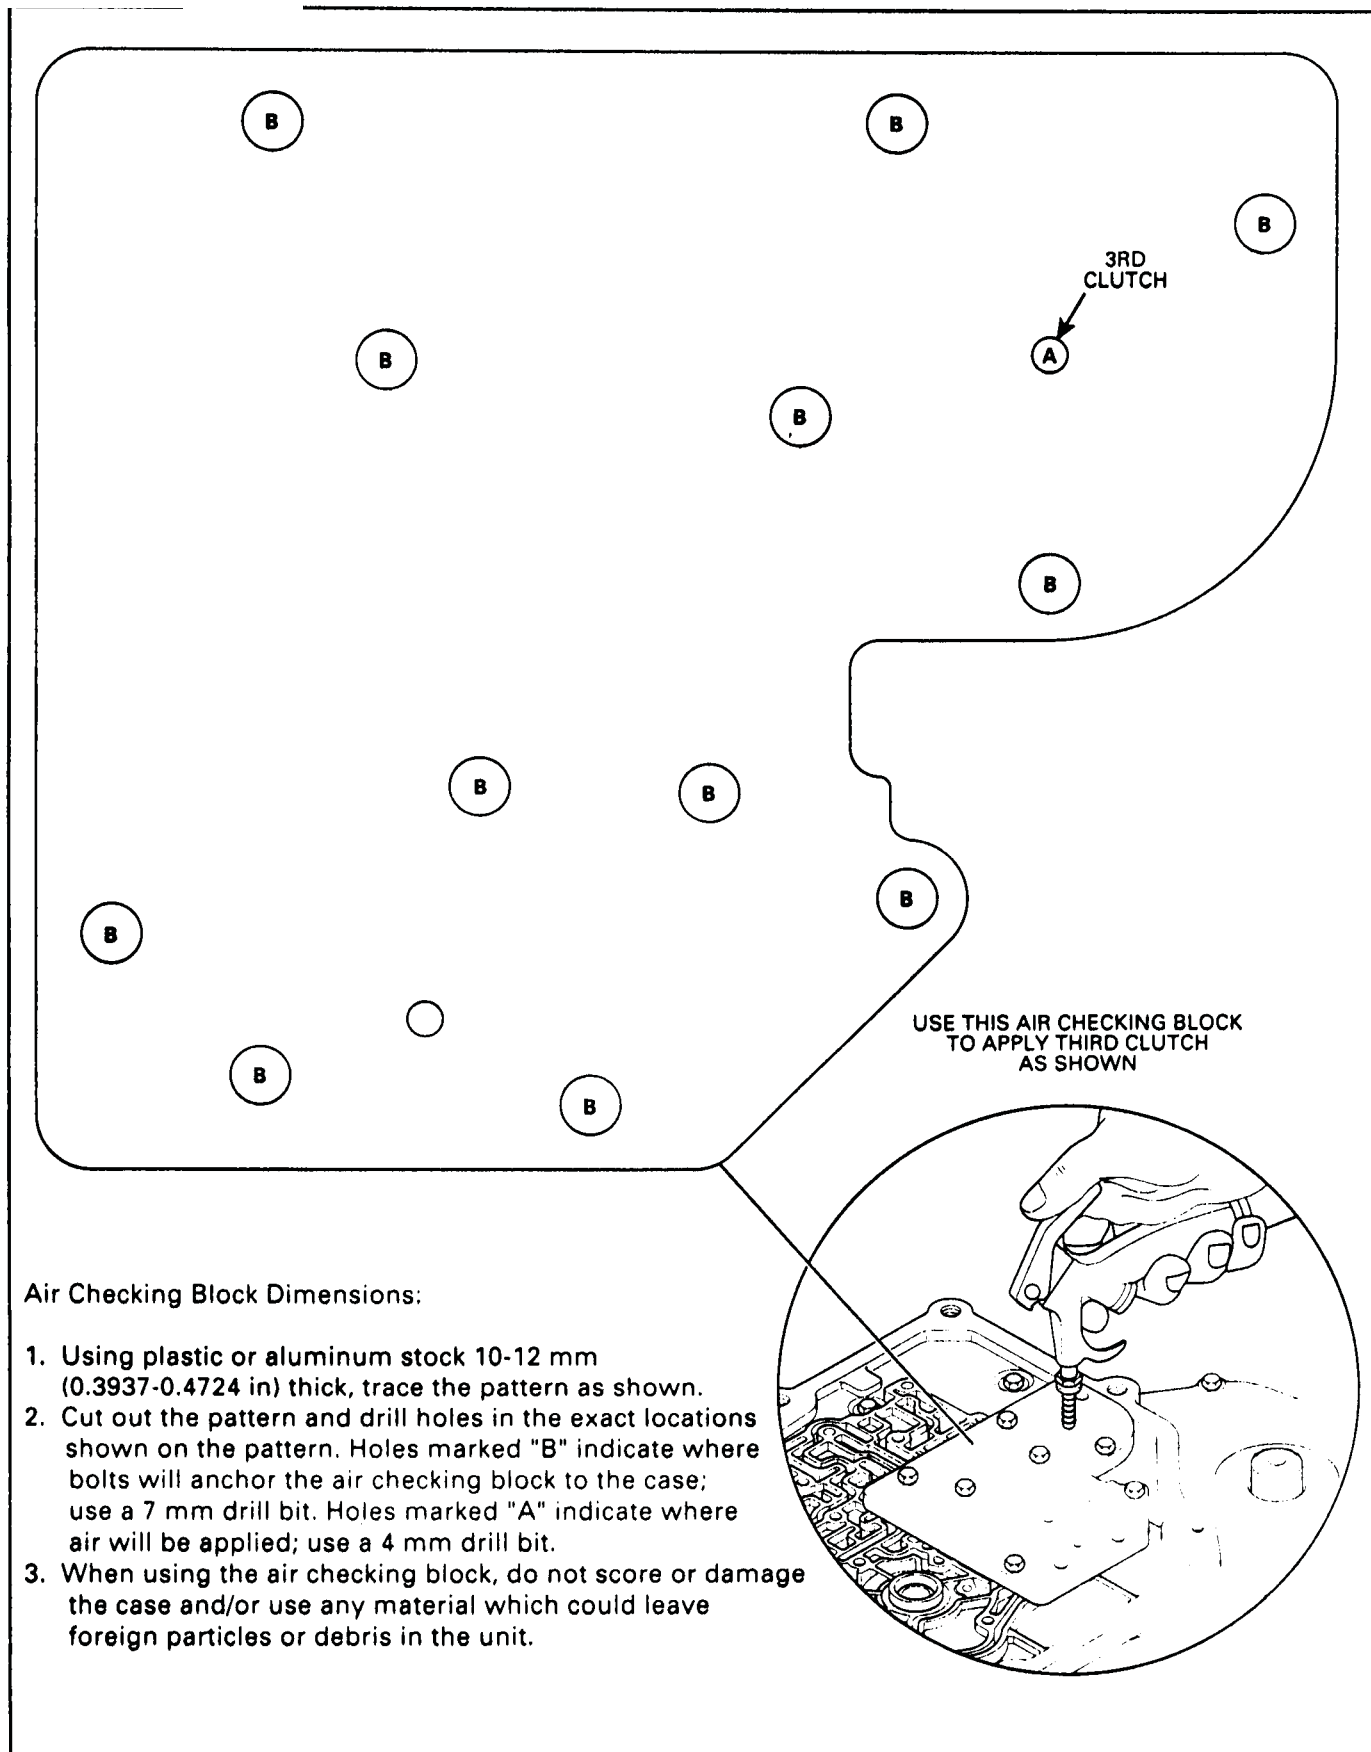 B
B
B
3RD
CLUTCH
A
B
B
B
B
B
B
B
B
B
USE THIS AIR CHECKING BLOCK
TO APPLY THIRD CLUTCH
AS SHOWN
Air Checking Block Dimensions:
1. Using plastic or aluminum stock 10-12 mm
(0.3937-0.4724 in) thick, trace the pattern as shown.
2. Cut out the pattern and drill holes in the exact locations
shown on the pattern. Holes marked "B" indicate where
bolts will anchor the air checking block to the case;
use a 7 mm drill bit. Holes marked "A" indicate where
air will be applied; use a 4 mm drill bit.
3. When using the air checking block, do not score or damage
the case and/or use any material which could leave
foreign particles or debris in the unit.